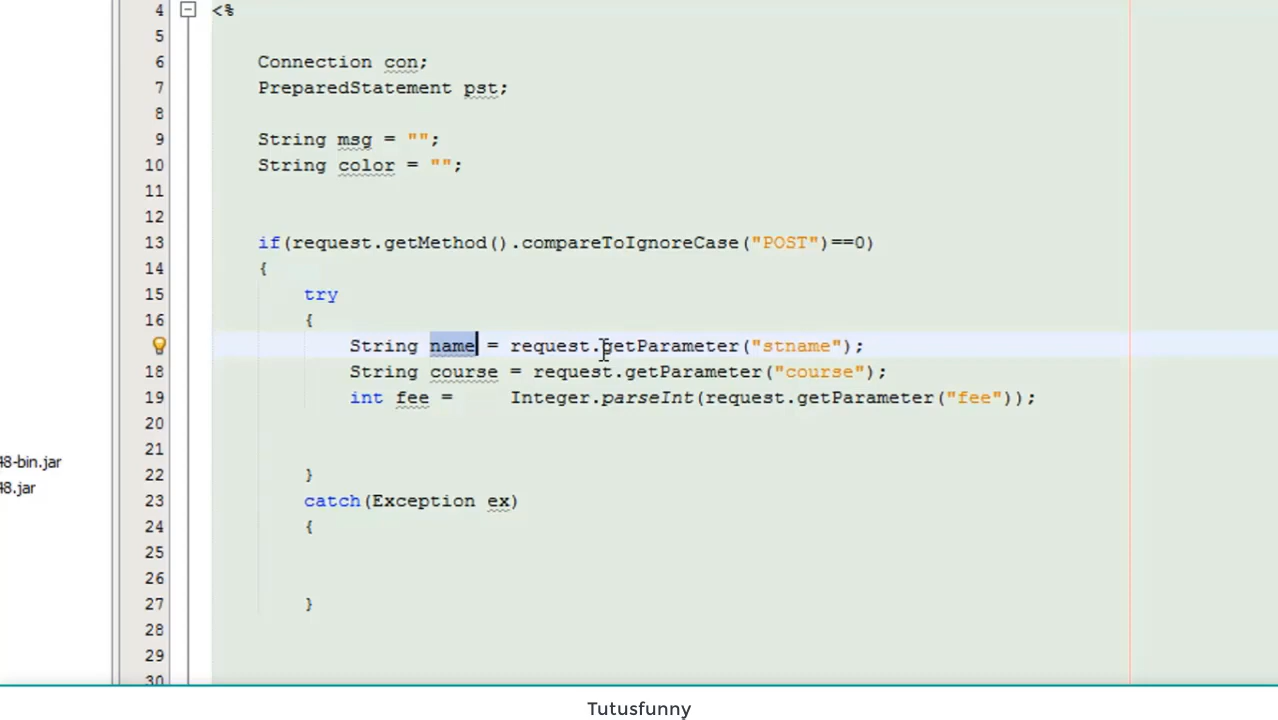 4 <%
5
6 Connection con;
7 PreparedStatement pst;
8
9 String msg = "";
10 String color = "";
11
12
13 if(request.getMethod().compareToIgnoreCase("POST")==0)
14 {
15 try
16 {
String name = request.getParameter("stname");
18 String course = request.getParameter("course");
19 int fee = Integer.parseInt(request.getParameter("fee"));
20
21
48-bin.jar
22 }
48.jar
23 catch(Exception ex)
24 {
25
26
27 }
28
29
30
Tutusfunny